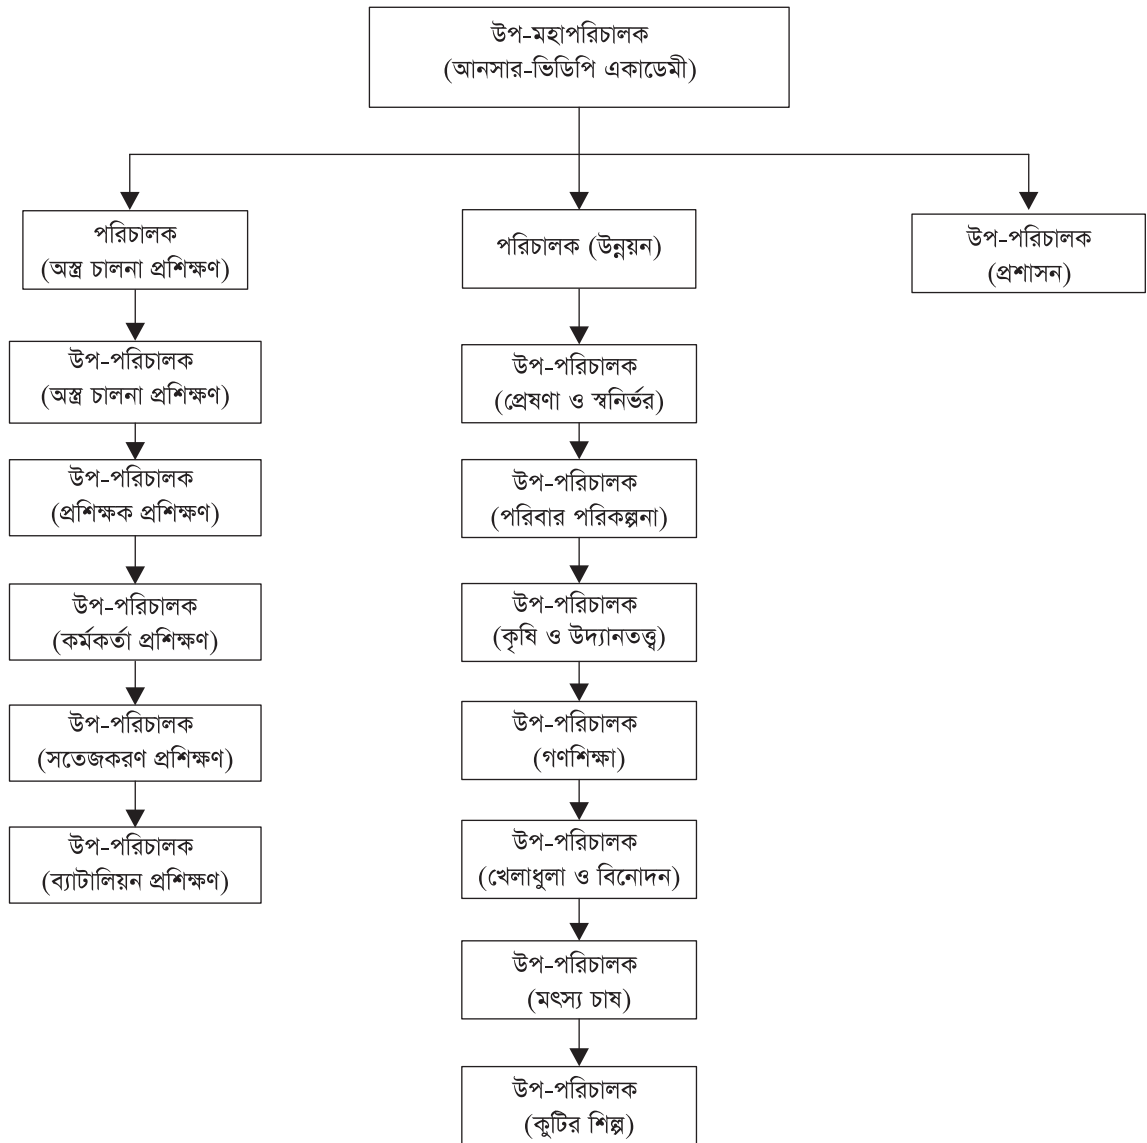 উপ-মহাপরিচালক
(আনসার-ভিডিপি একাডেমী)
পরিচালক
(অস্ত্র চালনা প্রশিক্ষণ)
উপ-পরিচালক
(অস্ত্র চালনা প্রশিক্ষণ)
উপ-পরিচালক
(প্রশিক্ষক প্রশিক্ষণ)
উপ-পরিচালক
(কর্মকর্তা প্রশিক্ষণ)
উপ-পরিচালক
(সতেজকরণ প্রশিক্ষণ)
উপ-পরিচালক
(ব্যাটালিয়ন প্রশিক্ষণ)
পরিচালক (উন্নয়ন)
উপ-পরিচালক
(প্রেষণা ও স্বনির্ভর)
উপ-পরিচালক
(পরিবার পরিকল্পনা)
উপ-পরিচালক
(কৃষি ও উদ্যানতত্ত্ব)
উপ-পরিচালক
(গণশিক্ষা)
উপ-পরিচালক
(খেলাধুলা ও বিনোদন)
উপ-পরিচালক
(মৎস্য চাষ)
উপ-পরিচালক
(কুটির শিল্প)
উপ-পরিচালক
(প্রশাসন)